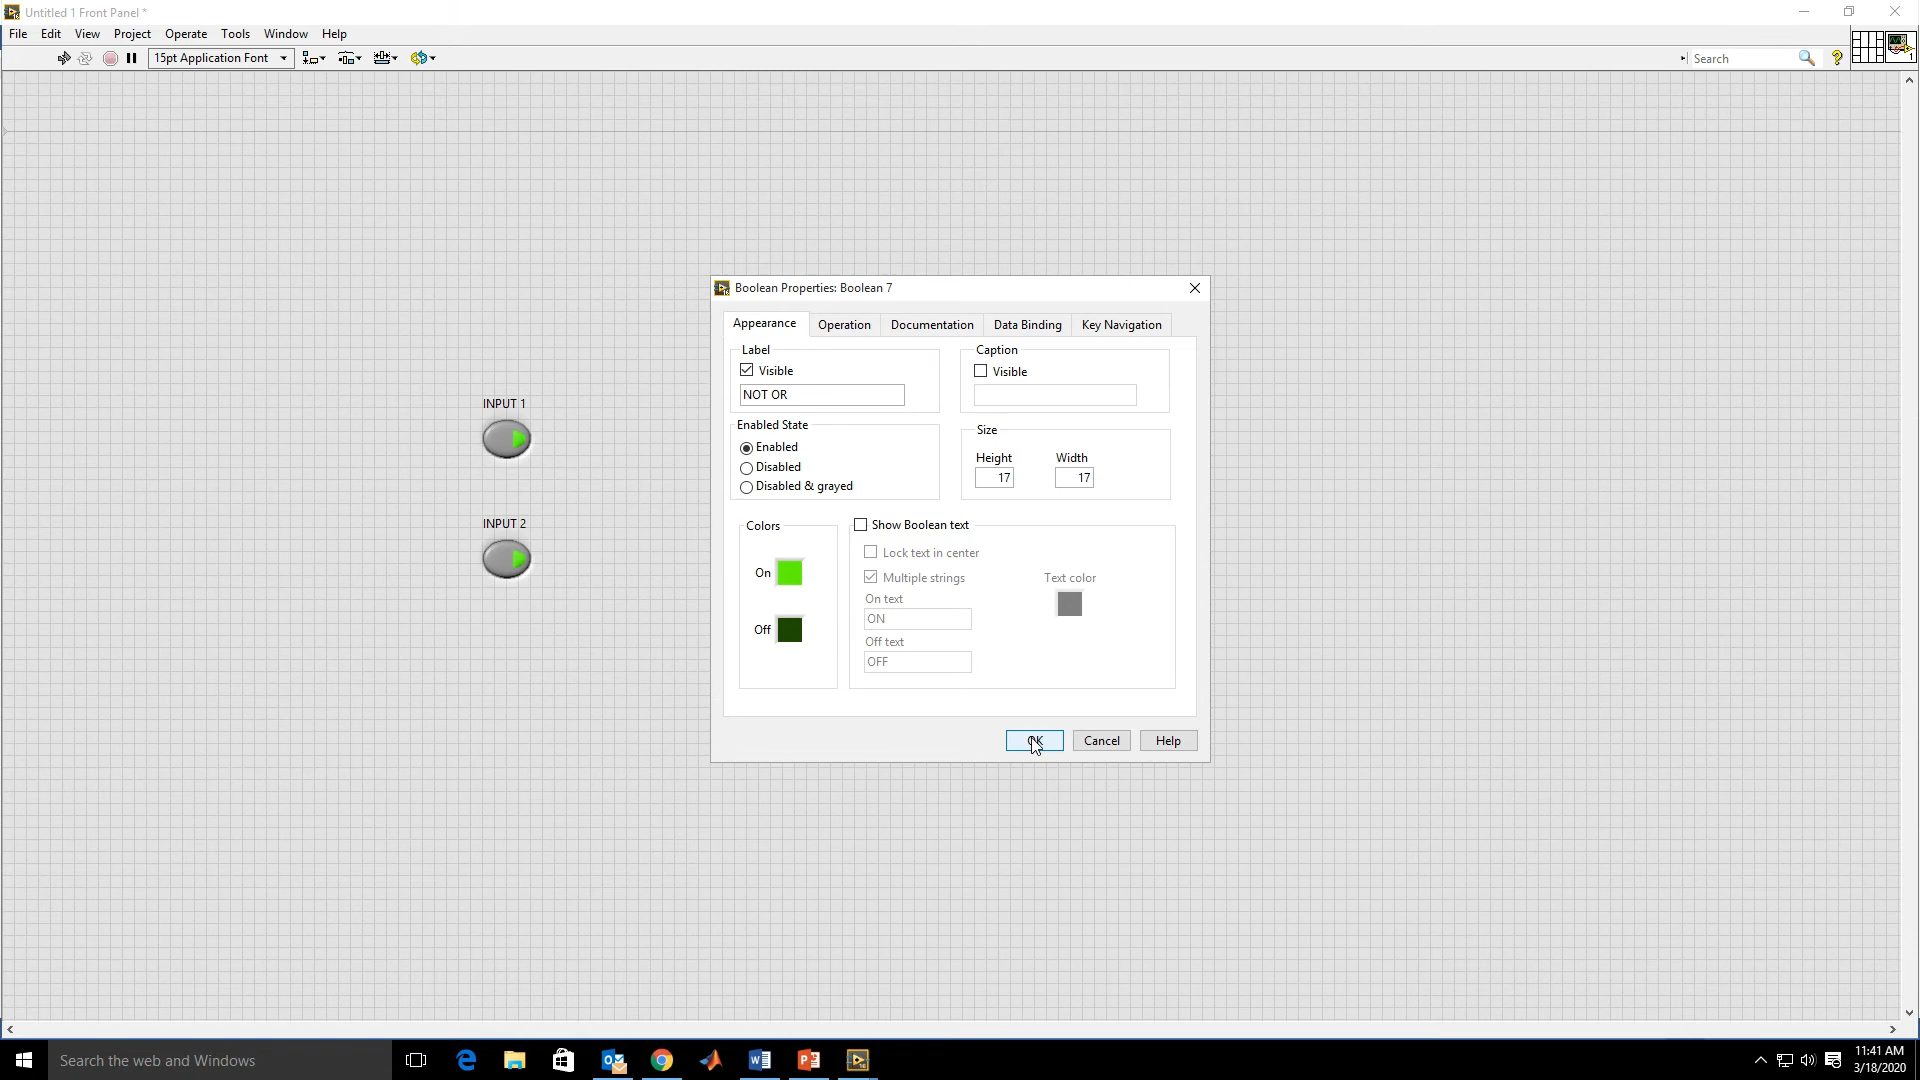 Untitled 1 Front Panel *
File Edit View Project Operate Tools Window Help
15pt Application Font
Search
?
1
Boolean Properties: Boolean 7
Appearance Operation Documentation Data Binding Key Navigation
Label
Visible
NOT OR
Caption
Visible
Enabled State
Enabled
Disabled
Disabled & grayed
Size
Height Width
17 17
Colors
On
Off
Show Boolean text
Lock text in center
Multiple strings
On text
ON
Off text
OFF
Text color
OK Cancel Help
INPUT 1
INPUT 2
Search the web and Windows
11:41 AM
3/18/2020